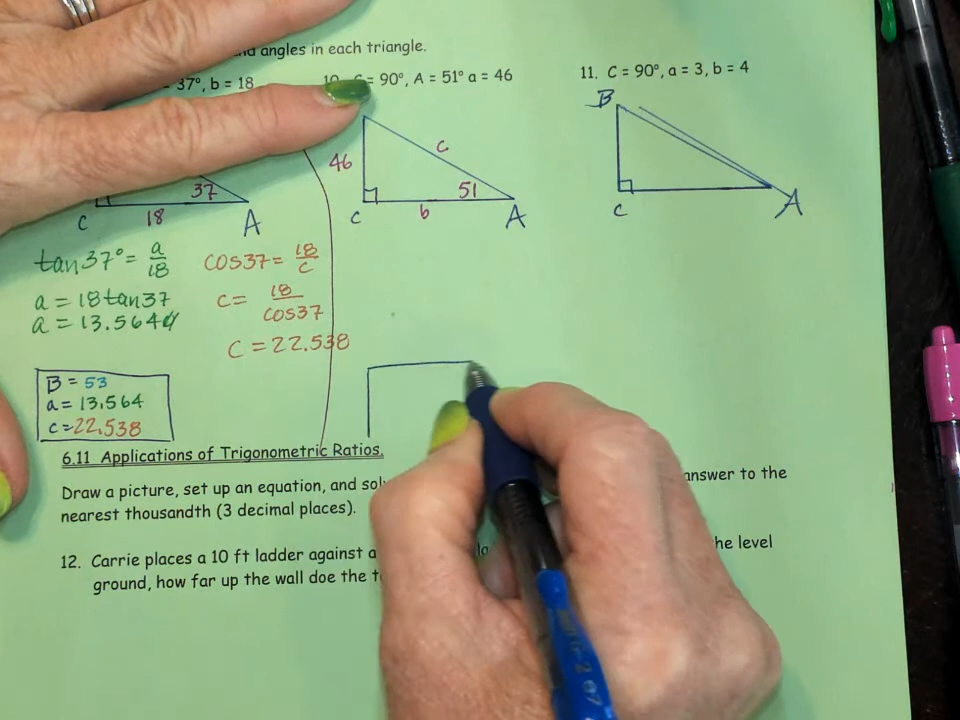 and angles in each triangle.
37°, b = 18
10. C = 90°, A = 51° a = 46
11. C = 90°, a = 3, b = 4
37
18
C
A
46
c
51
b
C
A
B
C
A
tan37° = a/18
a = 18tan37
a = 13.564
cos37 = 18/c
c = 18/cos37
c = 22.538
B = 53
a = 13.564
c = 22.538
6.11 Applications of Trigonometric Ratios.
Draw a picture, set up an equation, and answer to the
nearest thousandth (3 decimal places).
12. Carrie places a 10 ft ladder against a he level
ground, how far up the wall doe the